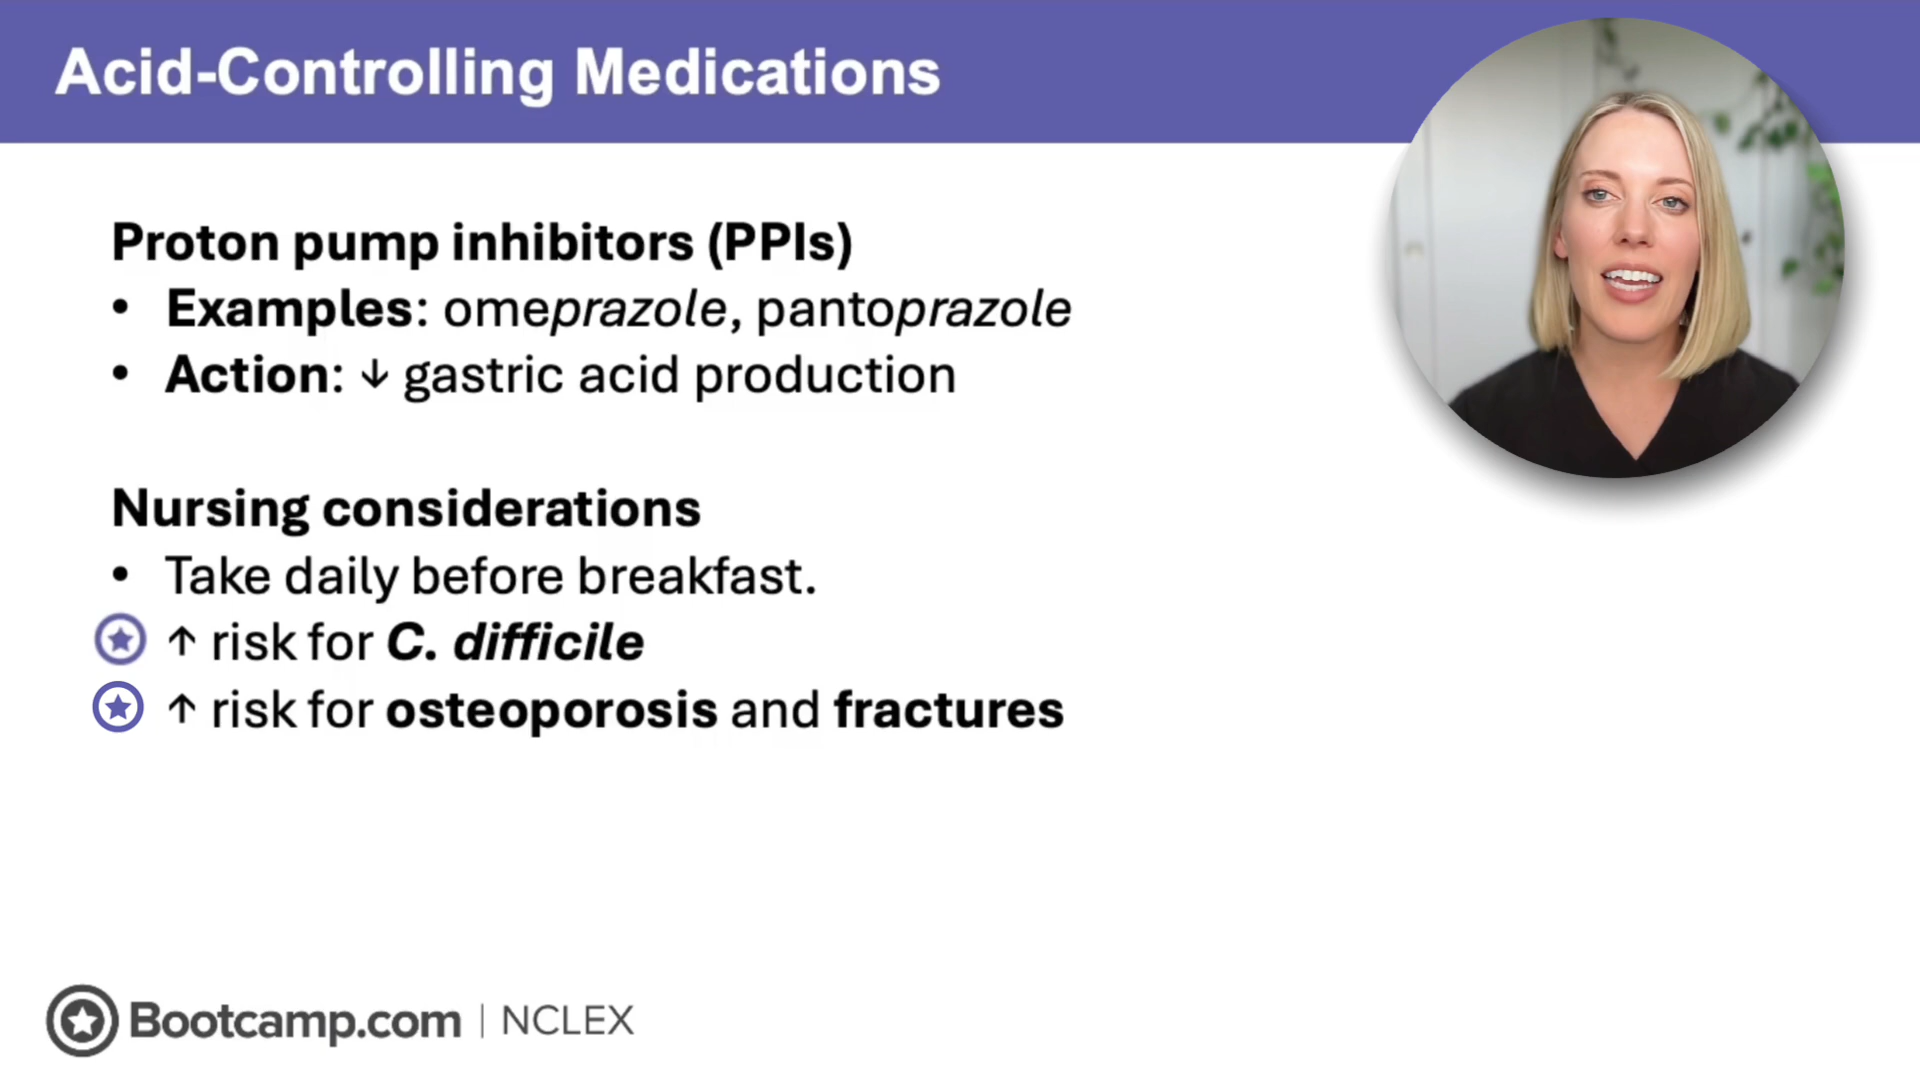 Acid-Controlling Medications
Proton pump inhibitors (PPIs)
• Examples: omeprazole, pantoprazole
• Action: ↓ gastric acid production
Nursing considerations
• Take daily before breakfast.
↑ risk for C. difficile
↑ risk for osteoporosis and fractures
Bootcamp.com | NCLEX